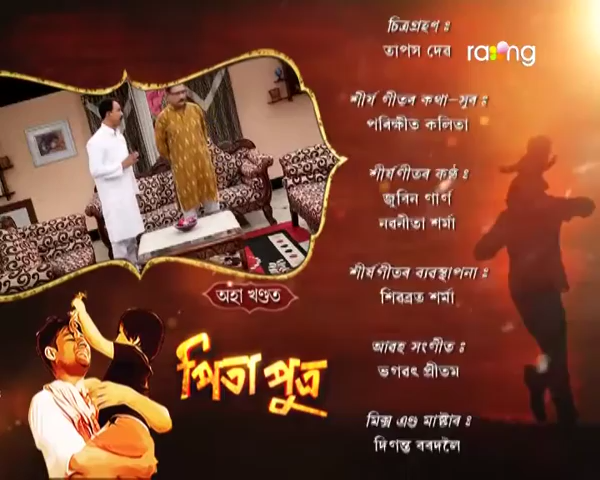 চিত্ৰগ্ৰহণ :
তাপস দেৱ
rang
শীৰ্ষ গীতৰ কথা-সুৰ :
পৰিক্ষীত কলিতা
শীৰ্ষগীতৰ কণ্ঠ :
জুবিন গাৰ্গ
নৱনীতা শৰ্মা
শীৰ্ষগীতৰ ব্যৱস্থাপনা :
শিৱব্ৰত শৰ্মা
অহা খণ্ডত
আবহ সংগীত :
ভগৱৎ প্ৰীতম
পিতা পুত্ৰ
মিক্স এণ্ড মাষ্টাৰ :
দিগন্ত বৰদলৈ